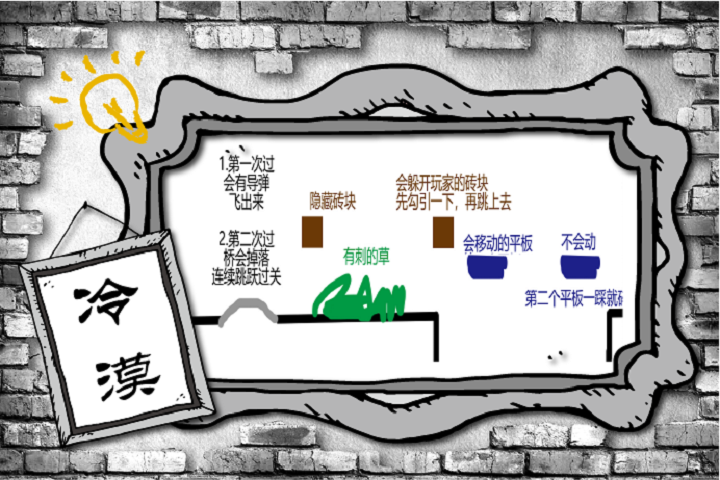 1.第一次过
会有导弹
飞出来
2.第二次过
桥会掉落
连续跳跃过关
隐藏砖块
有刺的草
会躲开玩家的砖块
先勾引一下，再跳上去
会移动的平板
不会动
第二个平板一踩就
冷
漠